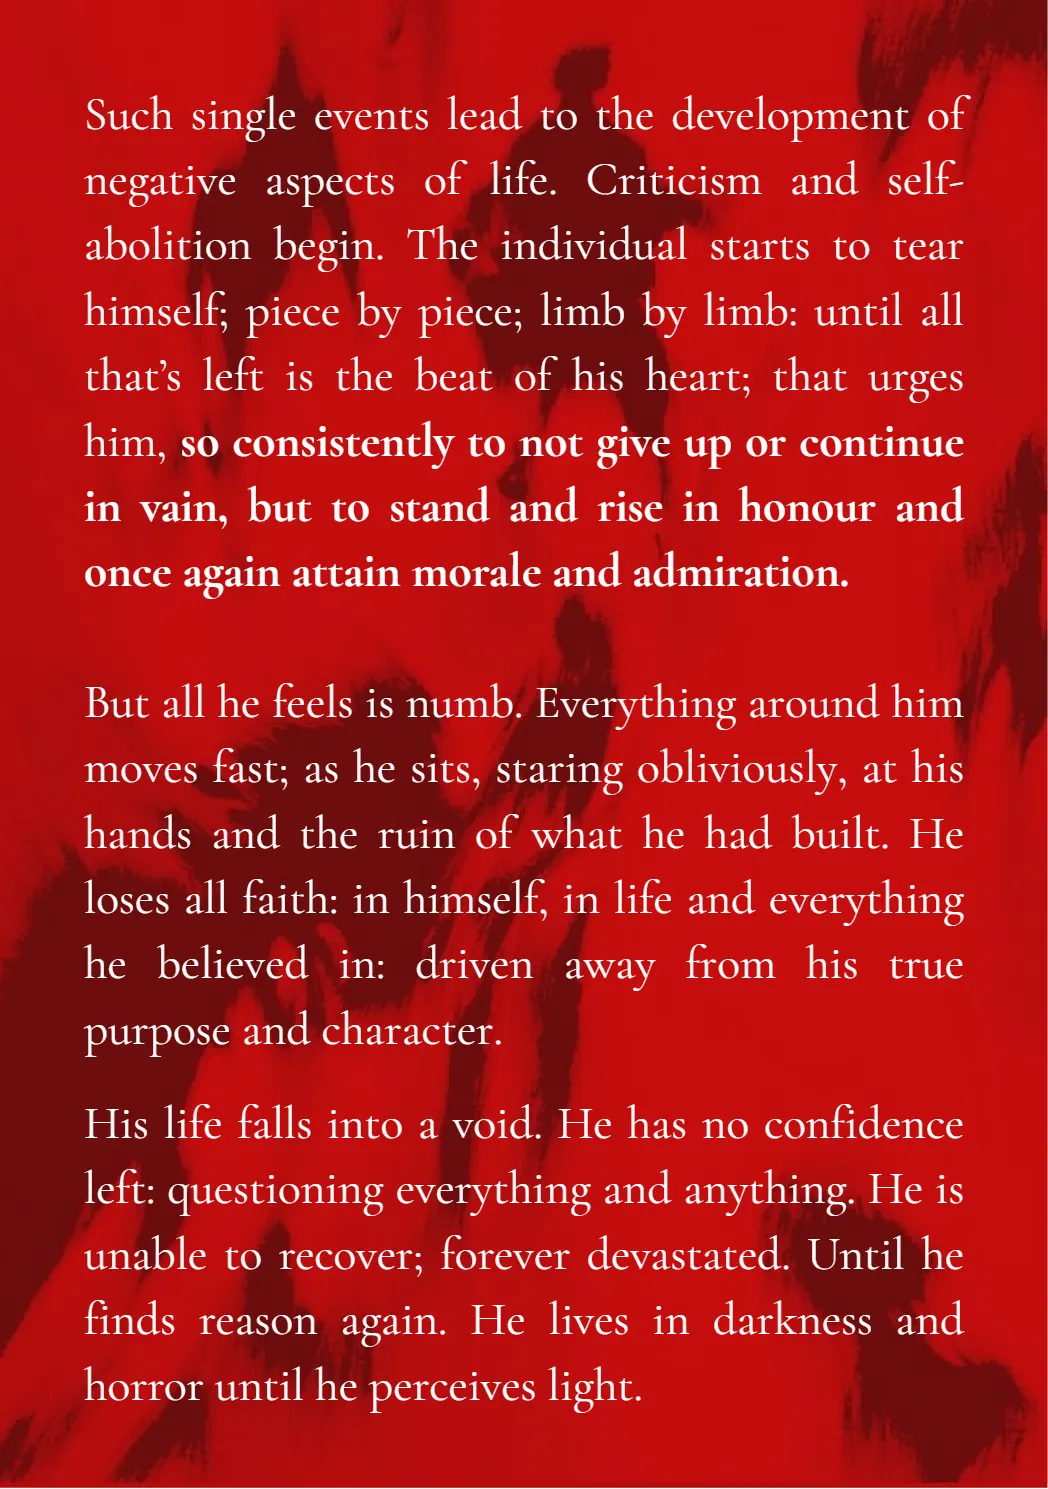 Such single events lead to the development of
negative aspects of life. Criticism and self-
abolition begin. The individual starts to tear
himself; piece by piece; limb by limb: until all
that’s left is the beat of his heart; that urges
him, so consistently to not give up or continue
in vain, but to stand and rise in honour and
once again attain morale and admiration.
But all he feels is numb. Everything around him
moves fast; as he sits, staring obliviously, at his
hands and the ruin of what he had built. He
loses all faith: in himself, in life and everything
he believed in: driven away from his true
purpose and character.
His life falls into a void. He has no confidence
left: questioning everything and anything. He is
unable to recover; forever devastated. Until he
finds reason again. He lives in darkness and
horror until he perceives light.